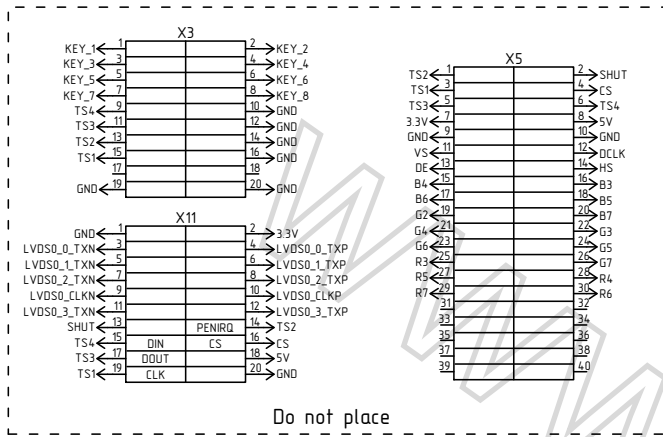 X3
KEY_1 1 2 KEY_2
KEY_3 3 4 KEY_4
KEY_5 5 6 KEY_6
KEY_7 7 8 KEY_8
TS4 9 10 GND
TS3 11 12 GND
TS2 13 14 GND
TS1 15 16 GND
17 18
GND 19 20 GND
X11
GND 1 2 3.3V
LVDS0_0_TXN 3 4 LVDS0_0_TXP
LVDS0_1_TXN 5 6 LVDS0_1_TXP
LVDS0_2_TXN 7 8 LVDS0_2_TXP
LVDS0_CLKN 9 10 LVDS0_CLKP
LVDS0_3_TXN 11 12 LVDS0_3_TXP
SHUT 13 PENIRQ 14 TS2
TS4 15 DIN CS 16 CS
TS3 17 DOUT 18 5V
TS1 19 CLK 20 GND
X5
TS2 1 2 SHUT
TS1 3 4 CS
TS3 5 6 TS4
3.3V 7 8 5V
GND 9 10 GND
VS 11 12 DCLK
DE 13 14 HS
B4 15 16 B3
B6 17 18 B5
G2 19 20 B7
G4 21 22 G3
G6 23 24 G5
R3 25 26 G7
R5 27 28 R4
R7 29 30 R6
31 32
33 34
35 36
37 38
39 40
Do not place
WWW